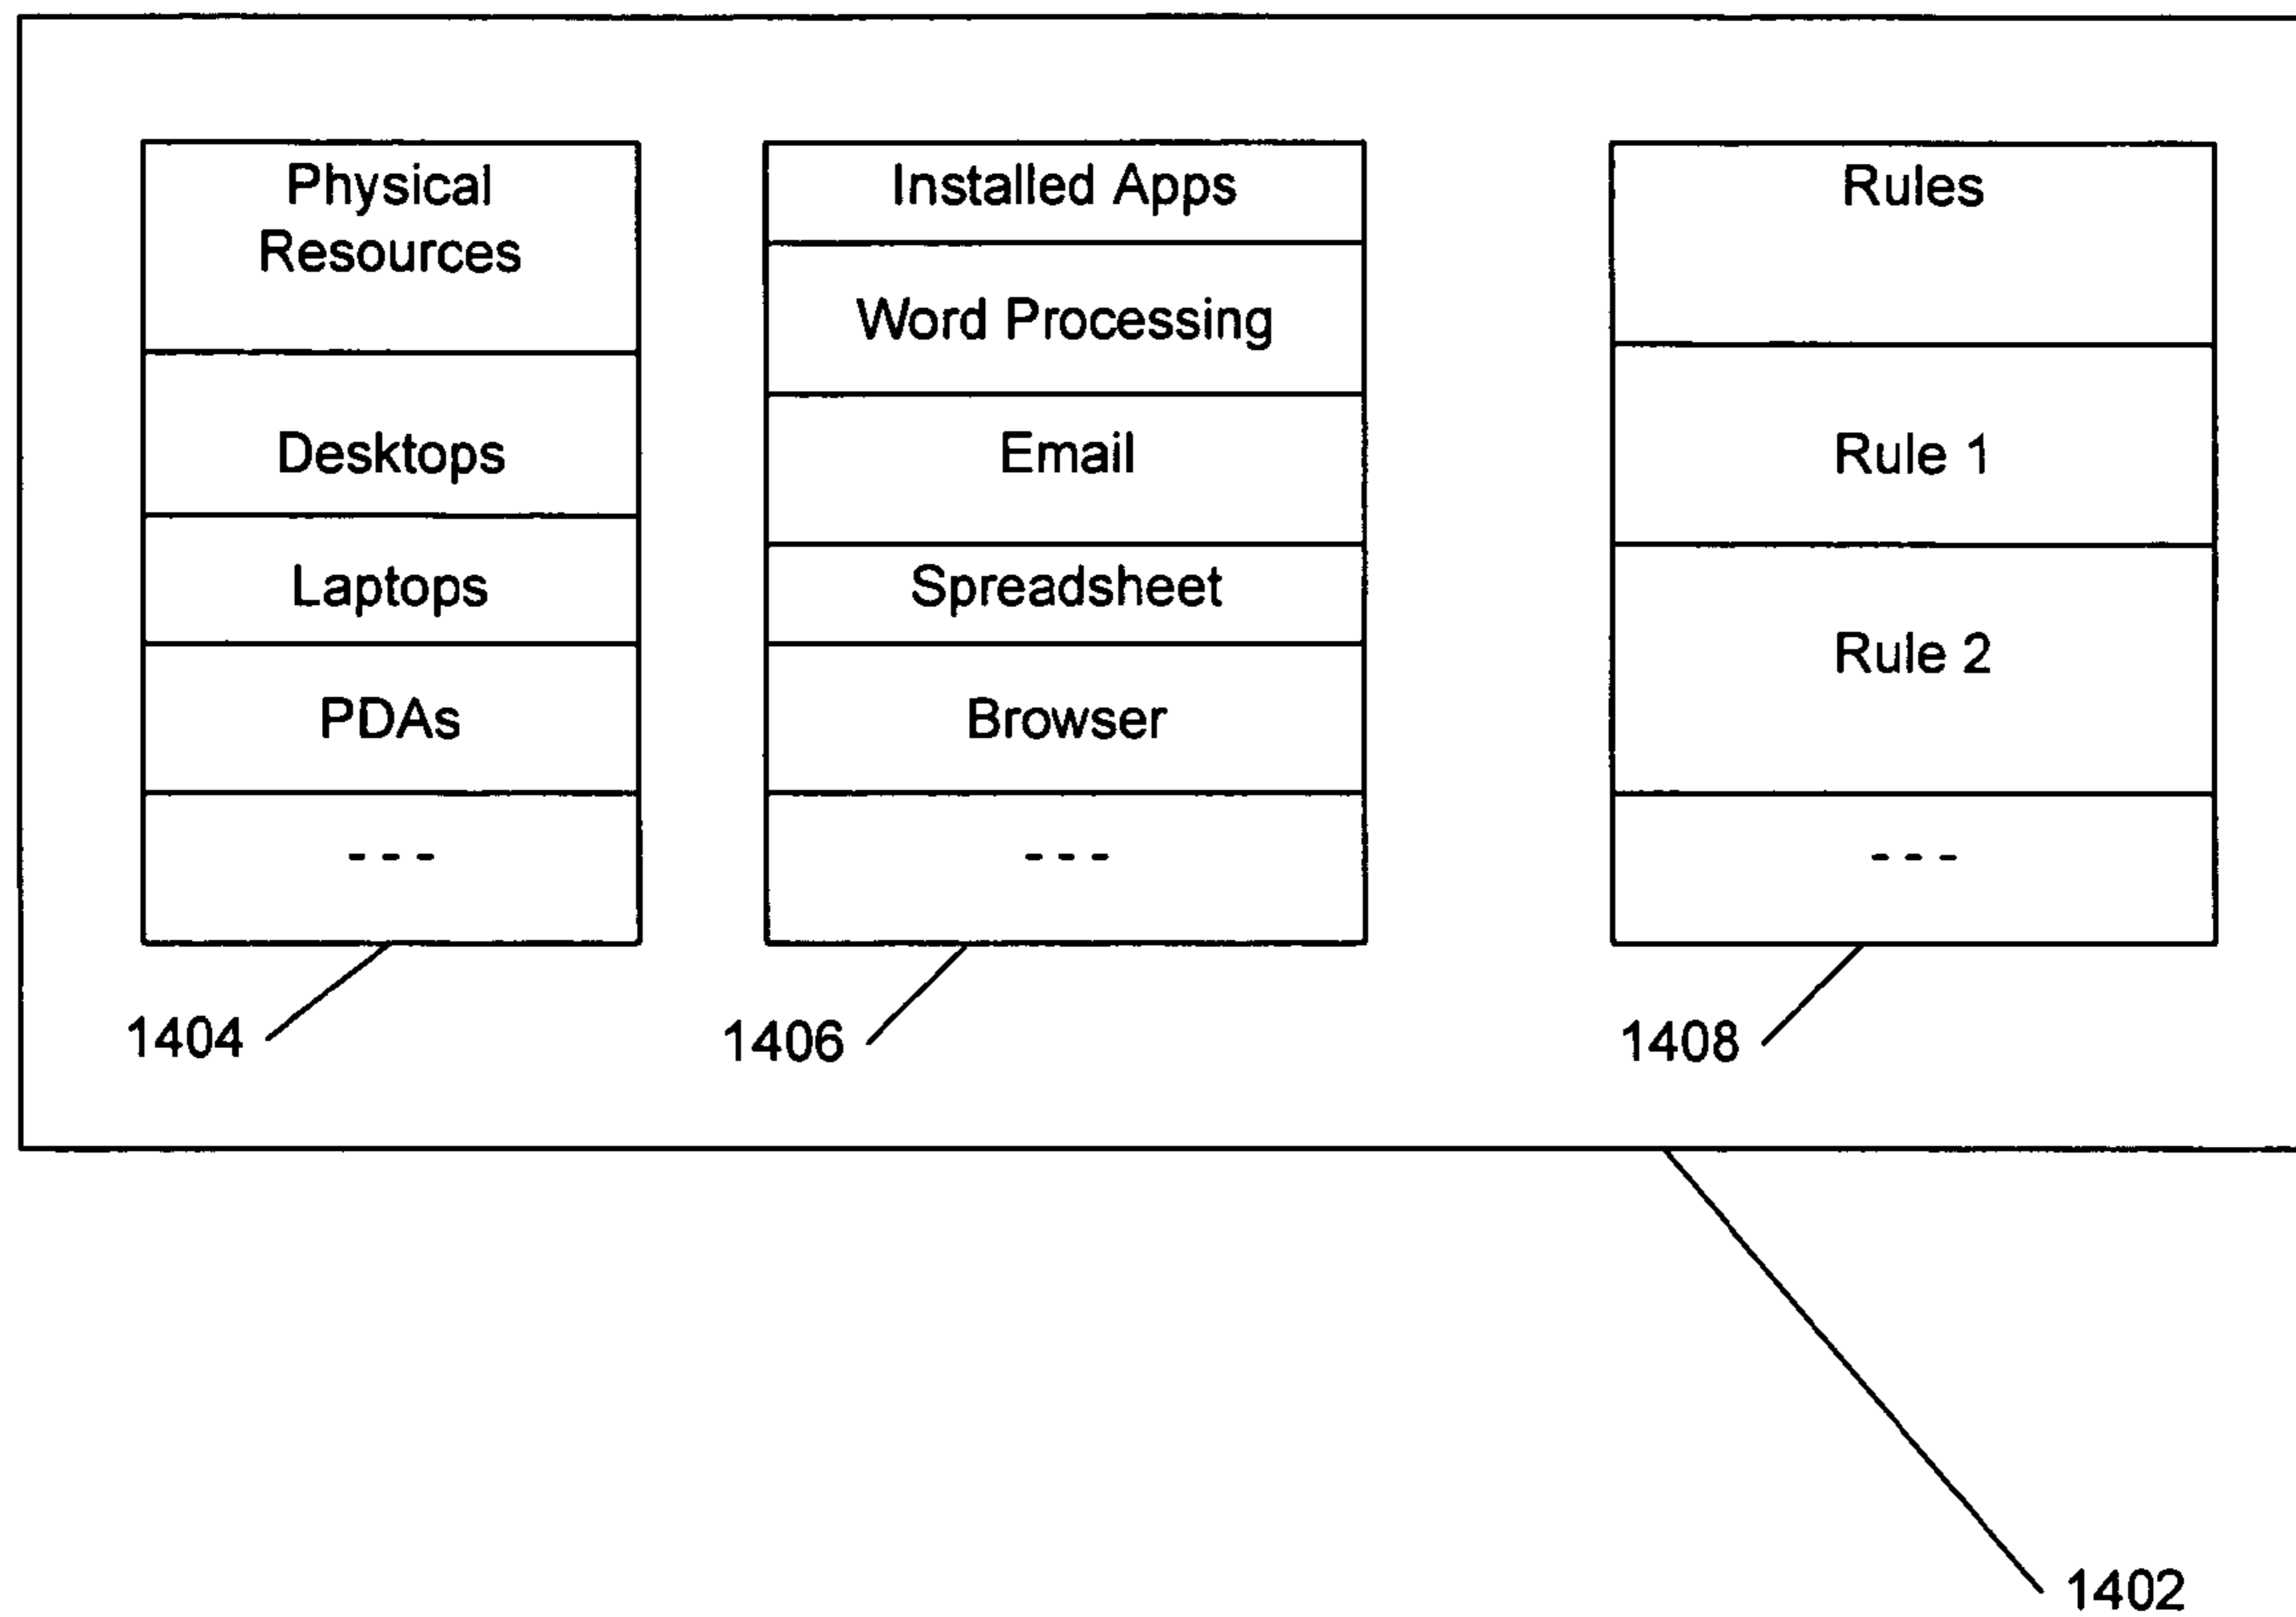 Physical
Resources
Desktops
Laptops
PDAs
- - -
1404
Installed Apps
Word Processing
Email
Spreadsheet
Browser
- - -
1406
Rules
Rule 1
Rule 2
- - -
1408
1402